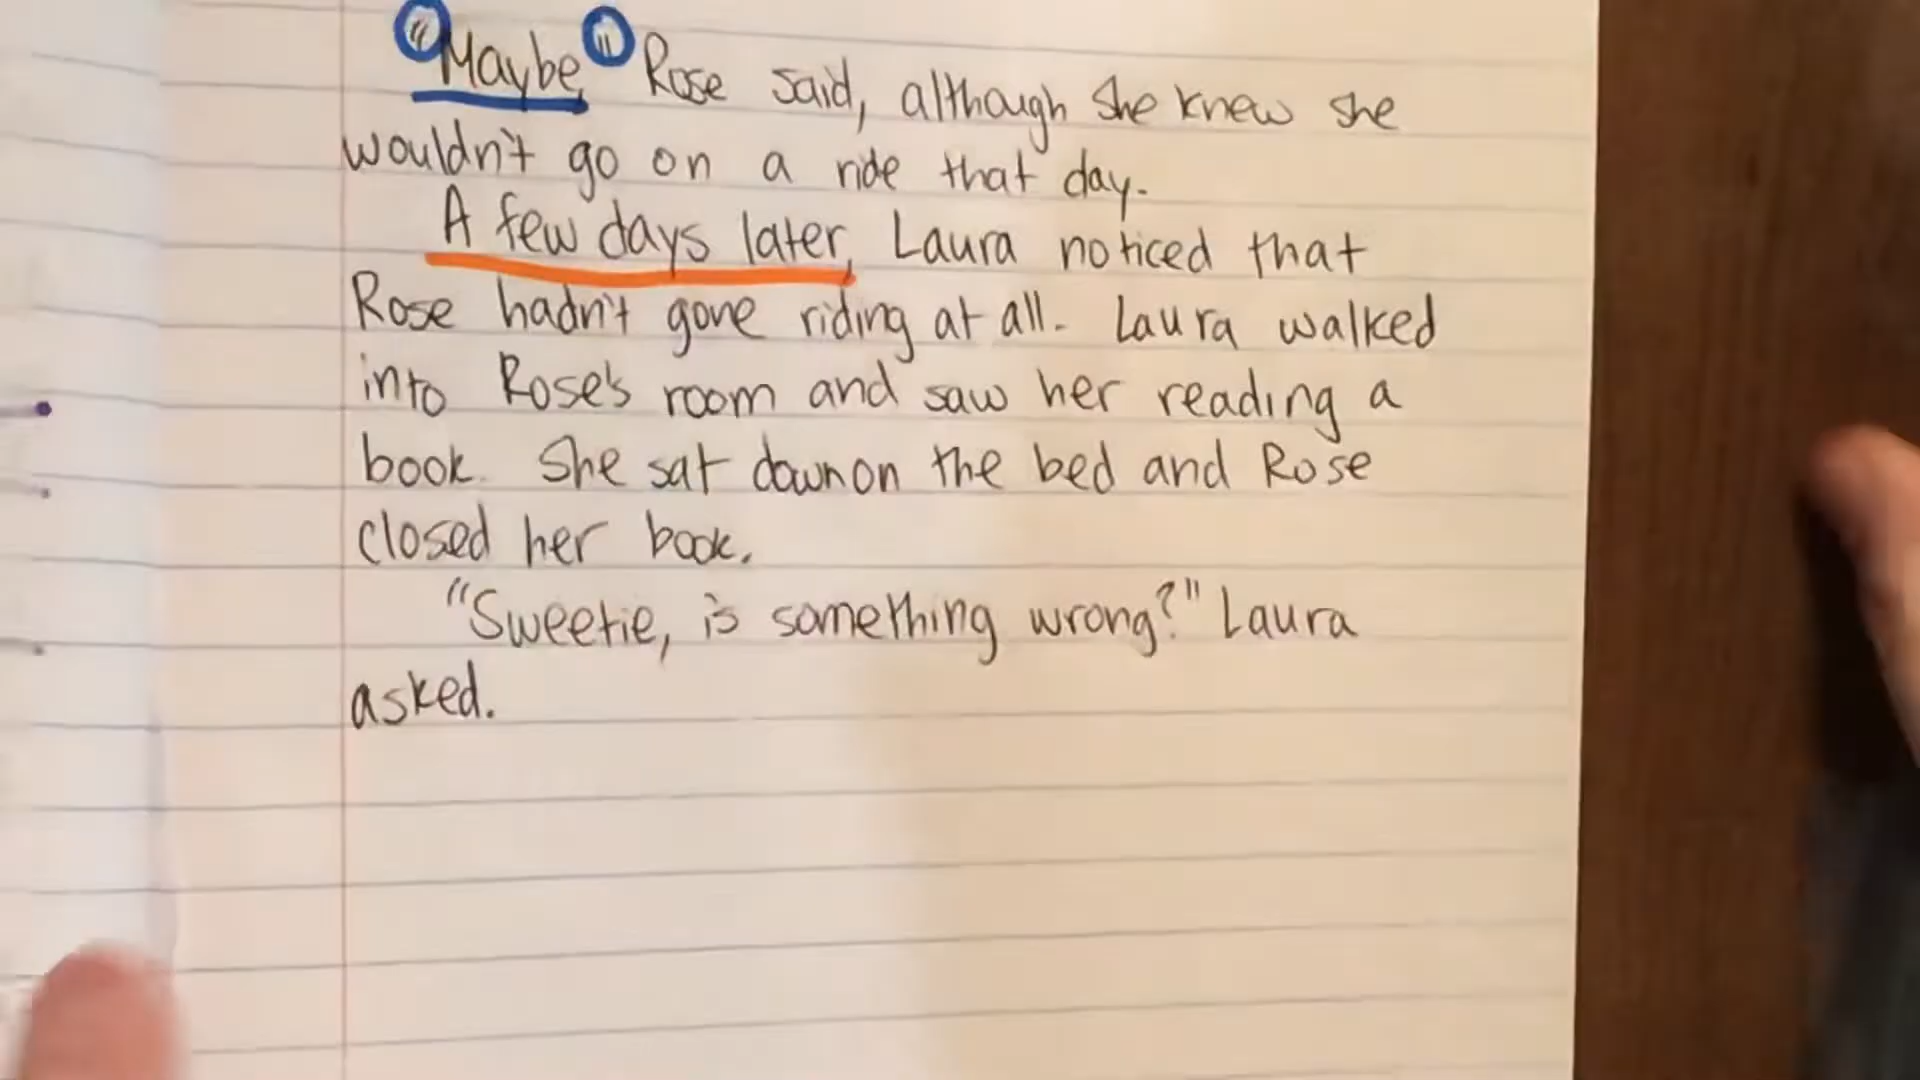 "Maybe," Rose said, although she knew she
wouldn't go on a ride that day.
A few days later, Laura noticed that
Rose hadn't gone riding at all. Laura walked
into Rose's room and saw her reading a
book. She sat down on the bed and Rose
closed her book.
"Sweetie, is something wrong?" Laura
asked.